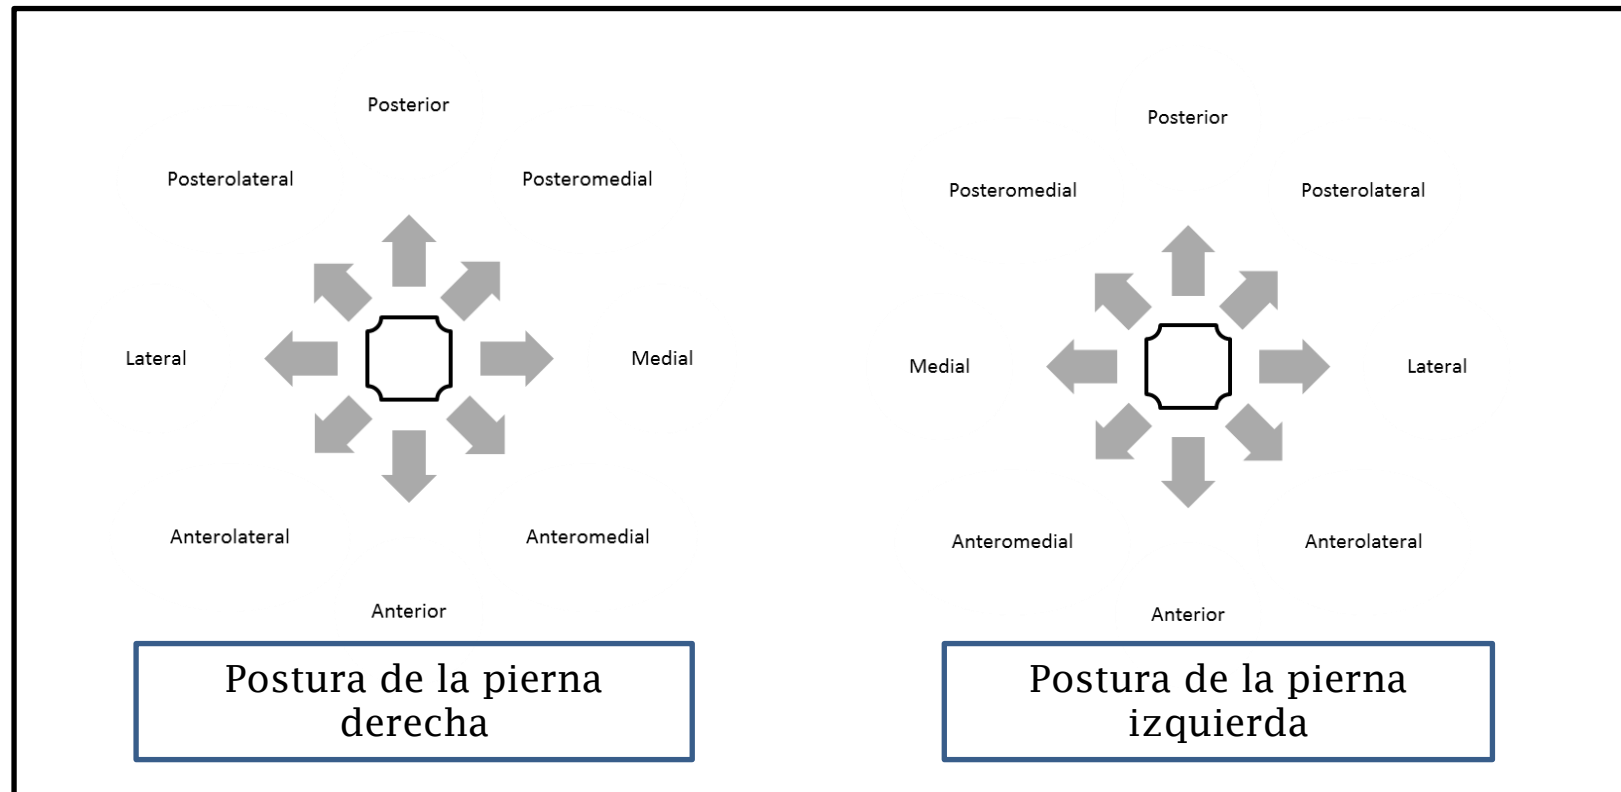 Posterior
Posterolateral
Posteromedial
Lateral
Medial
Anterolateral
Anteromedial
Anterior
Postura de la pierna
derecha
Posterior
Posteromedial
Posterolateral
Medial
Lateral
Anteromedial
Anterolateral
Anterior
Postura de la pierna
izquierda